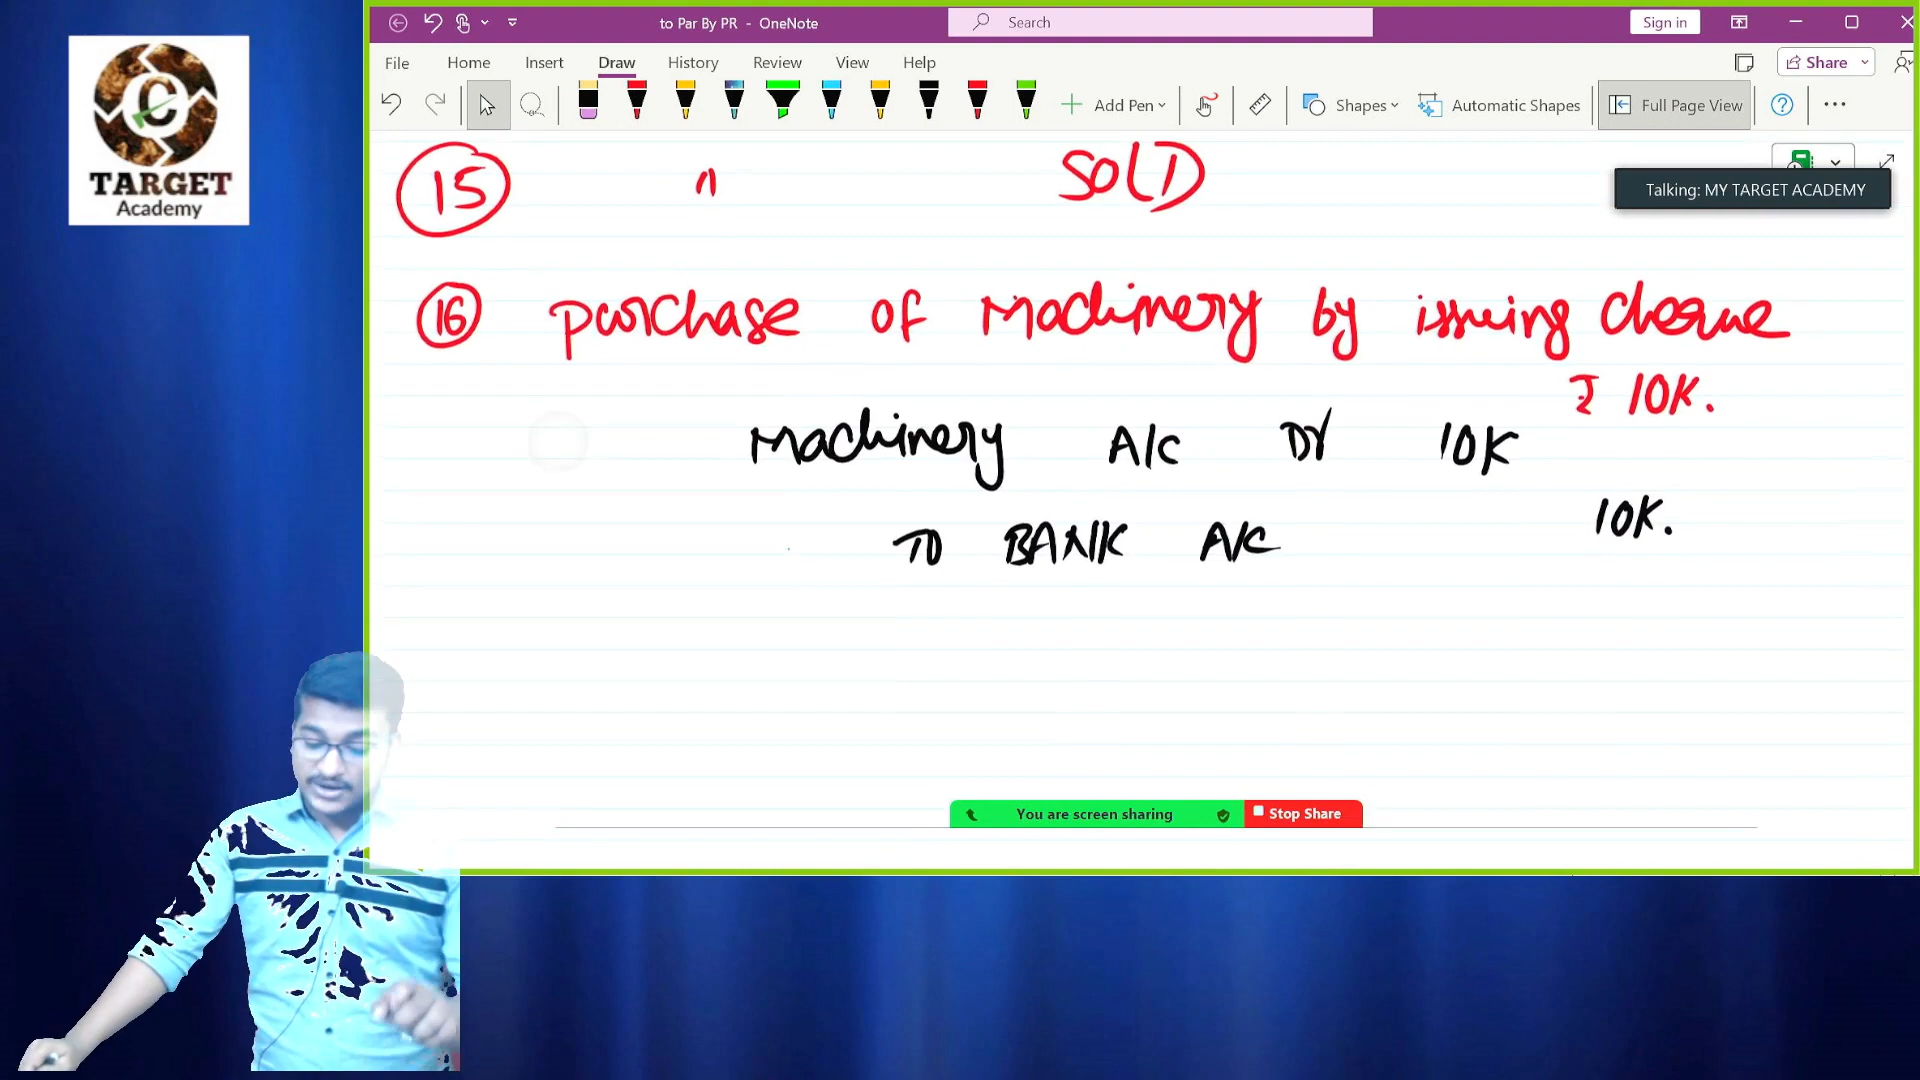 to Par By PR - OneNote
Search
Sign in
File Home Insert Draw History Review View Help
Share
Add Pen
Shapes
Automatic Shapes
Full Page View
TARGET
Academy
Talking: MY TARGET ACADEMY
15 " SOLD
16 purchase of Machinery by issuing cheque
₹ 10K.
Machinery A/c Dr 10K
To BANK A/c 10K.
You are screen sharing
Stop Share